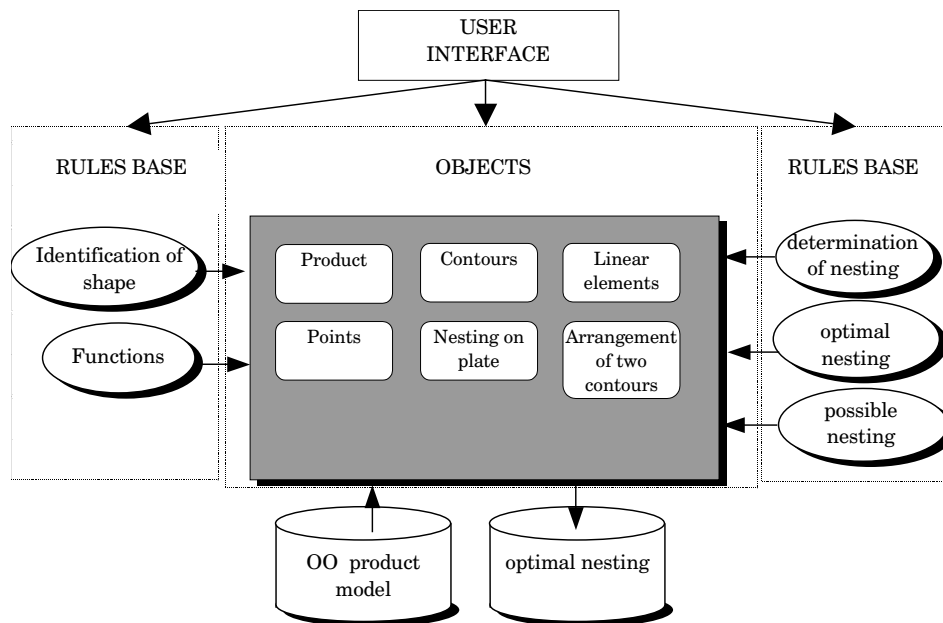 USER
INTERFACE
RULES BASE
OBJECTS
RULES BASE
Identification of
shape
Functions
Product
Contours
Linear
elements
Points
Nesting on
plate
Arrangement
of two
contours
determination
of nesting
optimal
nesting
possible
nesting
OO product
model
optimal nesting